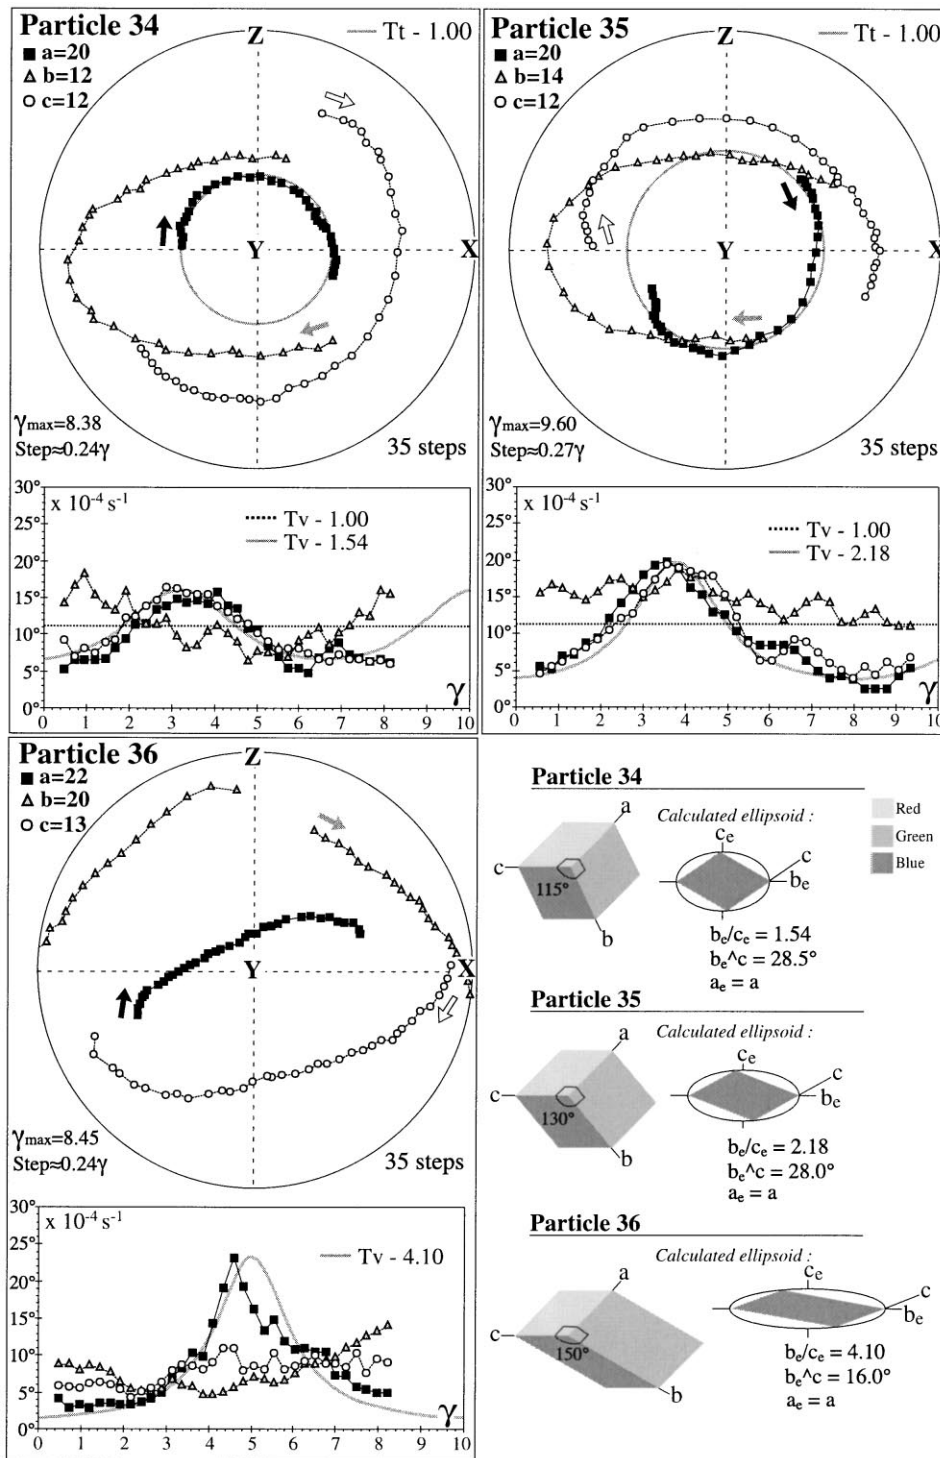 Particle 34
a=20
b=12
c=12
Tt - 1.00
Z
X
Y
γmax=8.38
Step≈0.24γ
35 steps
30°
25°
20°
15°
10°
5°
0°
x 10⁻⁴ s⁻¹
Tv - 1.00
Tv - 1.54
γ
0 1 2 3 4 5 6 7 8 9 10
Particle 35
a=20
b=14
c=12
Tt - 1.00
Z
X
Y
γmax=9.60
Step≈0.27γ
35 steps
30°
25°
20°
15°
10°
5°
0°
x 10⁻⁴ s⁻¹
Tv - 1.00
Tv - 2.18
γ
0 1 2 3 4 5 6 7 8 9 10
Particle 36
a=22
b=20
c=13
Z
X
Y
γmax=8.45
Step≈0.24γ
35 steps
30°
25°
20°
15°
10°
5°
0°
x 10⁻⁴ s⁻¹
Tv - 4.10
γ
0 1 2 3 4 5 6 7 8 9 10
Particle 34
a
c
b
115°
Calculated ellipsoid :
cₑ
c
bₑ
bₑ/cₑ = 1.54
bₑ^c = 28.5°
aₑ = a
Red
Green
Blue
Particle 35
a
c
b
130°
Calculated ellipsoid :
cₑ
c
bₑ
bₑ/cₑ = 2.18
bₑ^c = 28.0°
aₑ = a
Particle 36
a
c
b
150°
Calculated ellipsoid :
cₑ
c
bₑ
bₑ/cₑ = 4.10
bₑ^c = 16.0°
aₑ = a